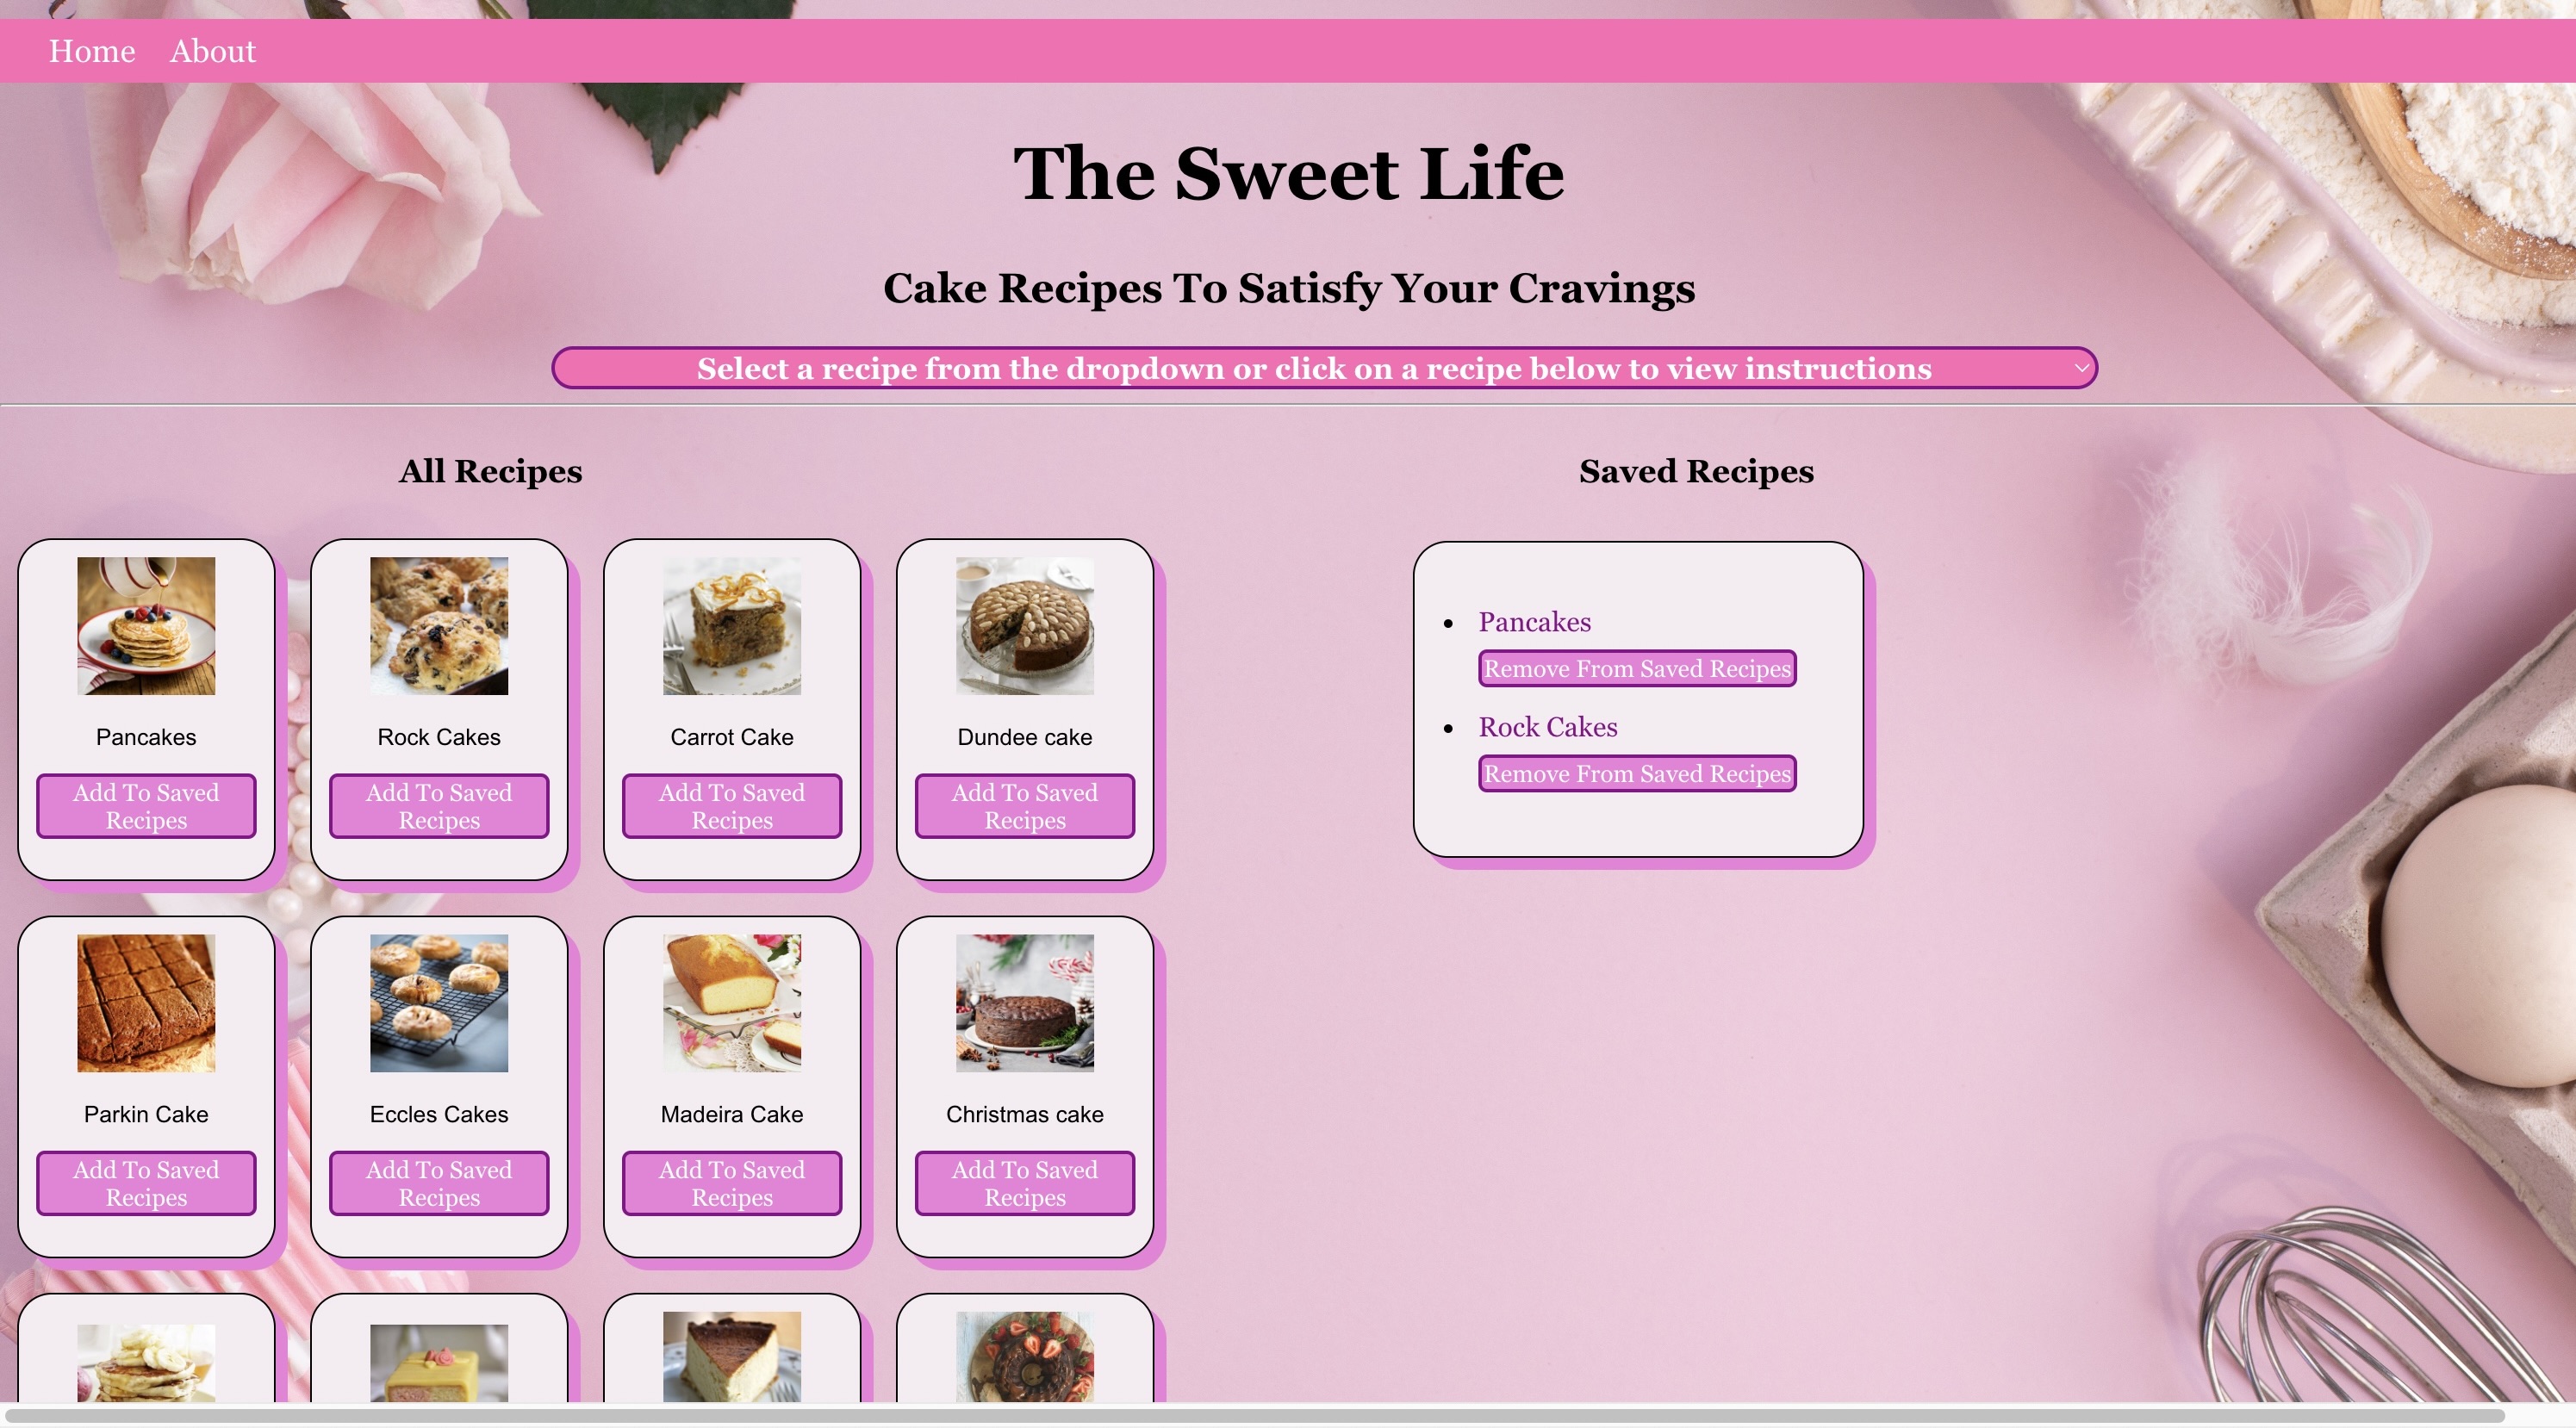 Home About
The Sweet Life
Cake Recipes To Satisfy Your Cravings
Select a recipe from the dropdown or click on a recipe below to view instructions
All Recipes
Pancakes
Add To Saved
Recipes
Rock Cakes
Add To Saved
Recipes
Carrot Cake
Add To Saved
Recipes
Dundee cake
Add To Saved
Recipes
Parkin Cake
Add To Saved
Recipes
Eccles Cakes
Add To Saved
Recipes
Madeira Cake
Add To Saved
Recipes
Christmas cake
Add To Saved
Recipes
Saved Recipes
Pancakes
Remove From Saved Recipes
Rock Cakes
Remove From Saved Recipes